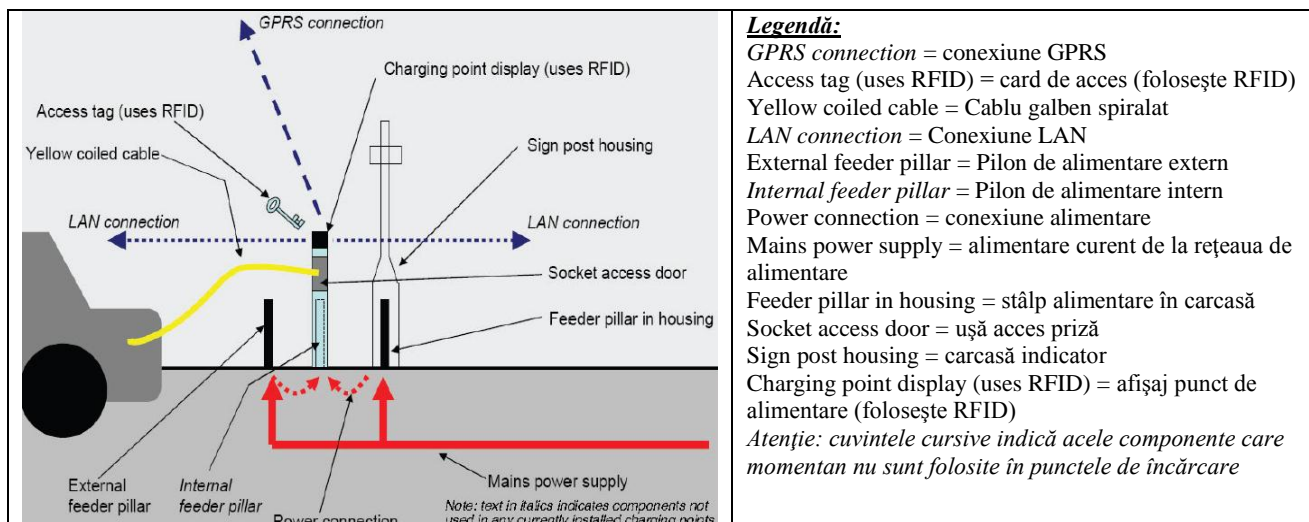 GPRS connection
Charging point display (uses RFID)
Access tag (uses RFID)
Sign post housing
Yellow coiled cable
LAN connection
LAN connection
Socket access door
Feeder pillar in housing
External
feeder pillar
Internal
feeder pillar
Mains power supply
Power connection
Note: text in italics indicates components not
used in any currently installed charging points
Legendă:
GPRS connection = conexiune GPRS
Access tag (uses RFID) = card de acces (foloseşte RFID)
Yellow coiled cable = Cablu galben spiralat
LAN connection = Conexiune LAN
External feeder pillar = Pilon de alimentare extern
Internal feeder pillar = Pilon de alimentare intern
Power connection = conexiune alimentare
Mains power supply = alimentare curent de la reţeaua de
alimentare
Feeder pillar in housing = stâlp alimentare în carcasă
Socket access door = uşă acces priză
Sign post housing = carcasă indicator
Charging point display (uses RFID) = afişaj punct de
alimentare (foloseşte RFID)
Atenţie: cuvintele cursive indică acele componente care
momentan nu sunt folosite în punctele de încărcare